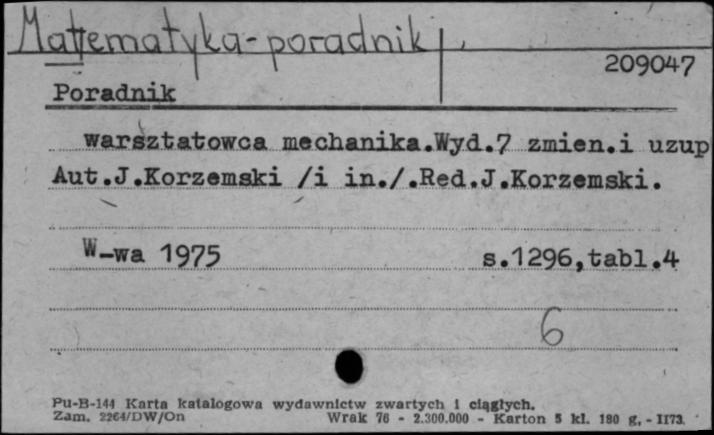 Matematyka - poradnik
209047
Poradnik
warsztatowca mechanika.Wyd.7 zmien.i uzup
Aut.J.Korzemski /i in./.Red.J.Korzemski.
W-wa 1975 s.1296,tabl.4
6
Pu-B-144 Karta katalogowa wydawnictw zwartych i ciągłych.
Zam. 2264/DW/On Wrak 76 - 2.300.000 - Karton 5 kl. 180 g. - II73.